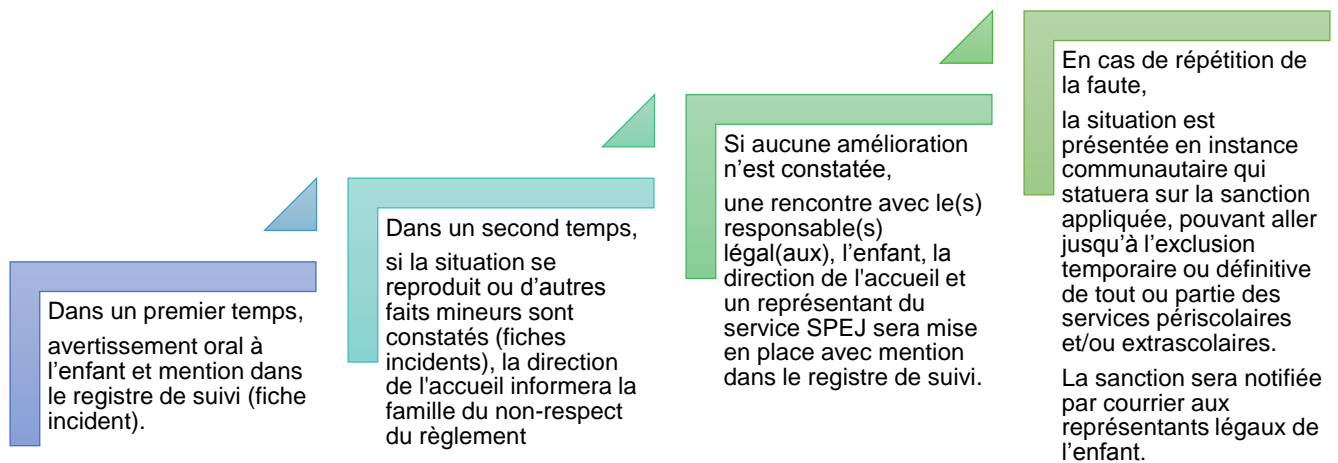 Dans un premier temps,
avertissement oral à
l’enfant et mention dans
le registre de suivi (fiche
incident).
Dans un second temps,
si la situation se
reproduit ou d’autres
faits mineurs sont
constatés (fiches
incidents), la direction
de l'accueil informera la
famille du non-respect
du règlement
Si aucune amélioration
n’est constatée,
une rencontre avec le(s)
responsable(s)
légal(aux), l’enfant, la
direction de l'accueil et
un représentant du
service SPEJ sera mise
en place avec mention
dans le registre de suivi.
En cas de répétition de
la faute,
la situation est
présentée en instance
communautaire qui
statuera sur la sanction
appliquée, pouvant aller
jusqu’à l’exclusion
temporaire ou définitive
de tout ou partie des
services périscolaires
et/ou extrascolaires.
La sanction sera notifiée
par courrier aux
représentants légaux de
l’enfant.